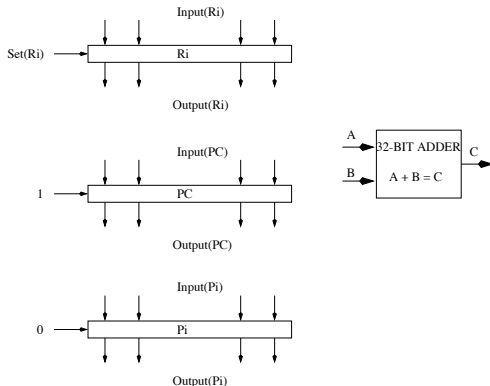 Input(Ri)
Set(Ri)
Ri
Output(Ri)
Input(PC)
1
PC
Output(PC)
Input(Pi)
0
Pi
Output(Pi)
A
32-BIT ADDER
C
B
A + B = C